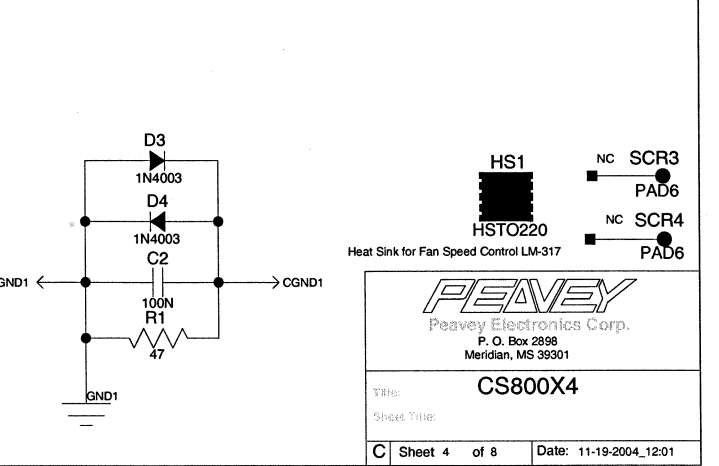 D3
1N4003
D4
1N4003
C2
100N
R1
47
GND1
CGND1
GND1
HS1
HSTO220
Heat Sink for Fan Speed Control LM-317
NC SCR3
PAD6
NC SCR4
PAD6
PEAVEY
Peavey Electronics Corp.
P. O. Box 2898
Meridian, MS 39301
Title: CS800X4
Sheet Title:
C Sheet 4 of 8 Date: 11-19-2004_12:01